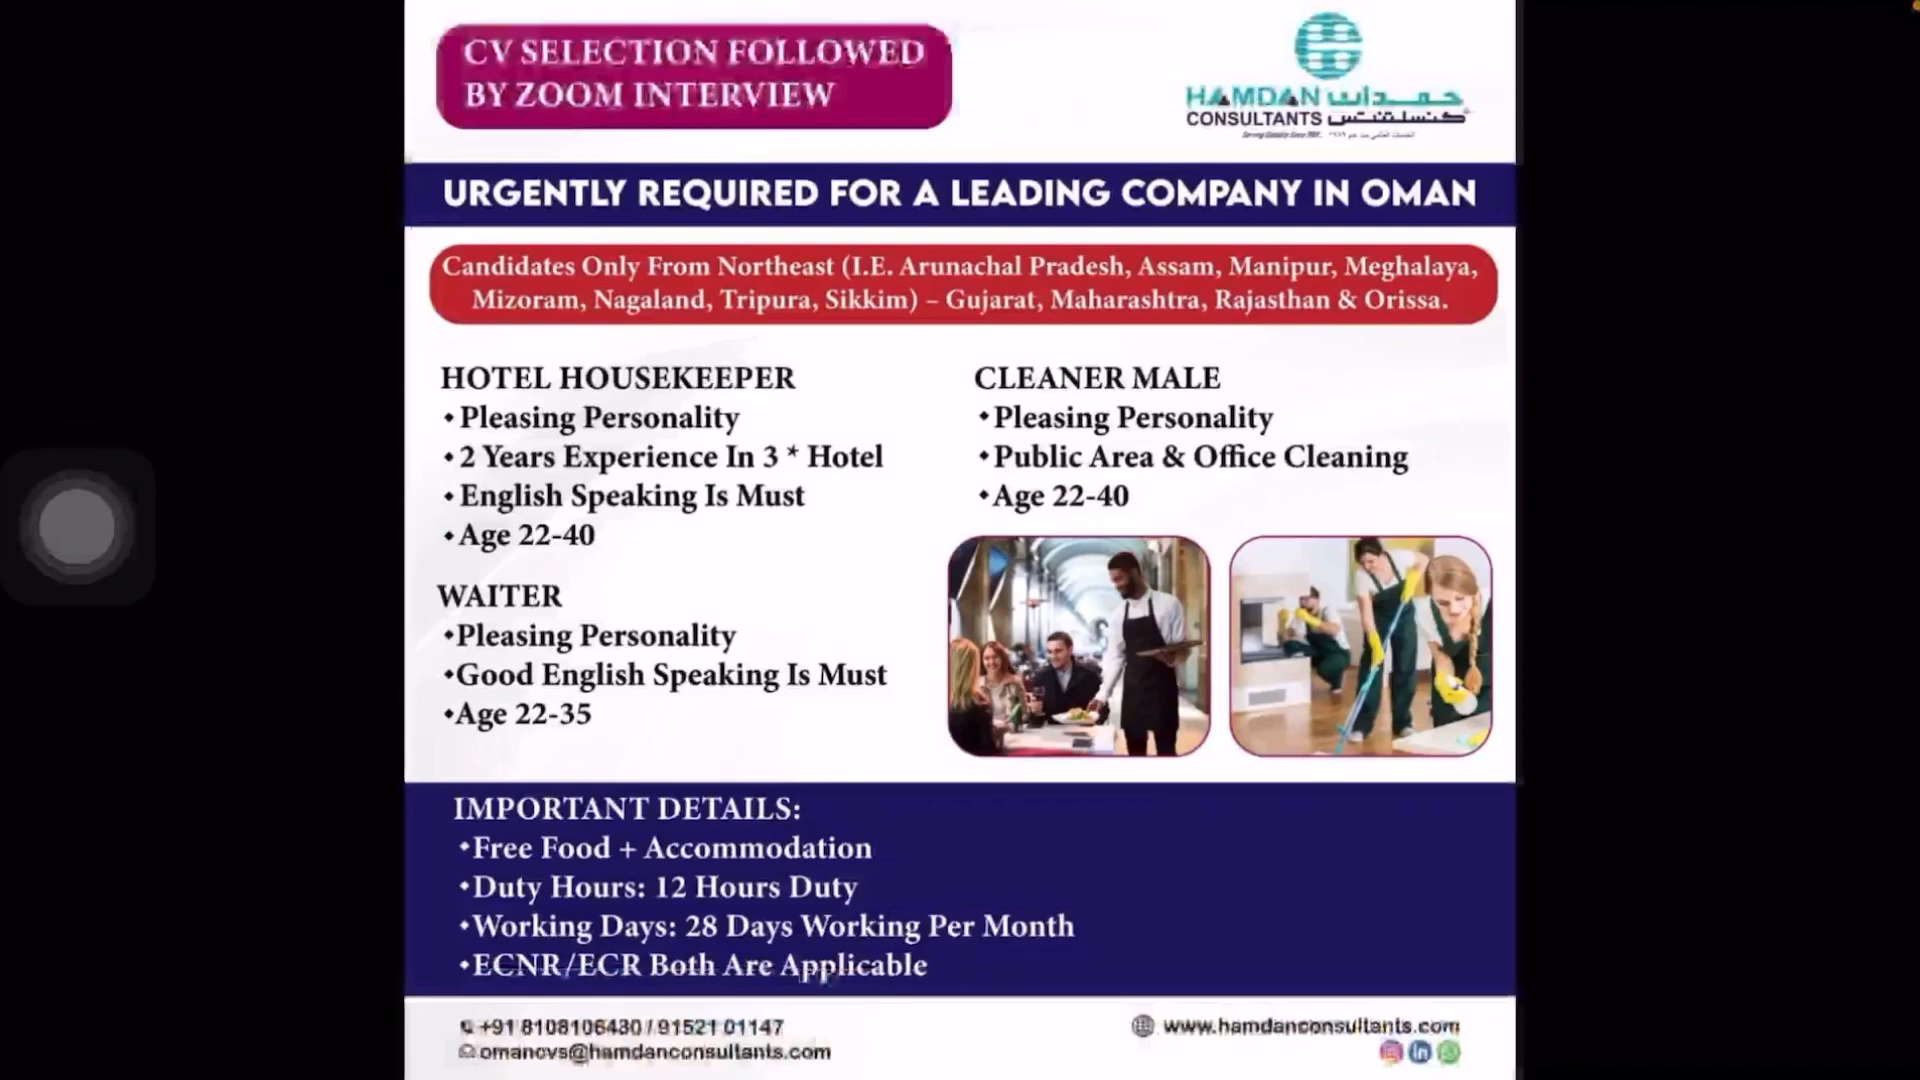 CV SELECTION FOLLOWED
BY ZOOM INTERVIEW
HAMDAN حمدان
CONSULTANTS كنسلتنتس
URGENTLY REQUIRED FOR A LEADING COMPANY IN OMAN
Candidates Only From Northeast (I.E. Arunachal Pradesh, Assam, Manipur, Meghalaya,
Mizoram, Nagaland, Tripura, Sikkim) – Gujarat, Maharashtra, Rajasthan & Orissa.
HOTEL HOUSEKEEPER
•Pleasing Personality
•2 Years Experience In 3 * Hotel
•English Speaking Is Must
•Age 22-40
CLEANER MALE
•Pleasing Personality
•Public Area & Office Cleaning
•Age 22-40
WAITER
•Pleasing Personality
•Good English Speaking Is Must
•Age 22-35
IMPORTANT DETAILS:
•Free Food + Accommodation
•Duty Hours: 12 Hours Duty
•Working Days: 28 Days Working Per Month
•ECNR/ECR Both Are Applicable
+91 8108106430 / 91521 01147
omancvs@hamdanconsultants.com
www.hamdanconsultants.com